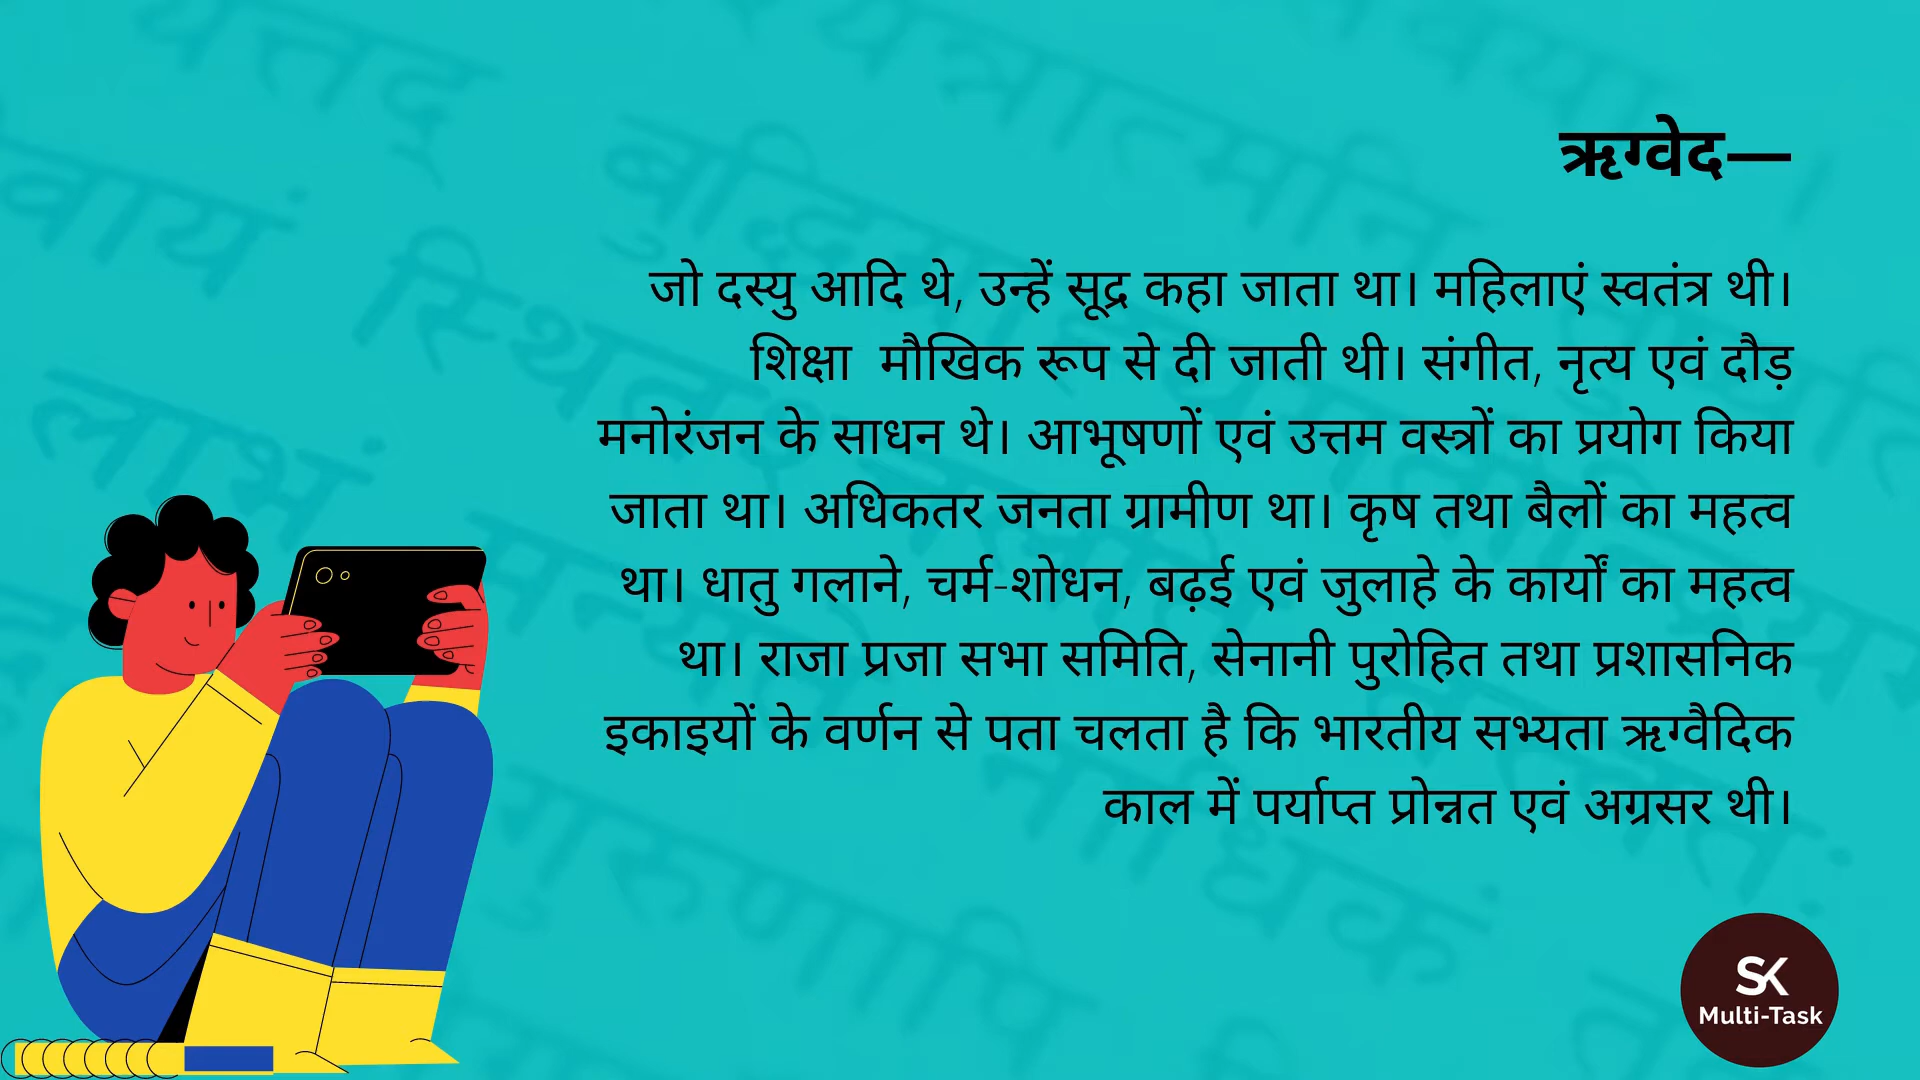 ऋग्वेद—
जो दस्यु आदि थे, उन्हें सूद्र कहा जाता था। महिलाएं स्वतंत्र थी।
शिक्षा मौखिक रूप से दी जाती थी। संगीत, नृत्य एवं दौड़
मनोरंजन के साधन थे। आभूषणों एवं उत्तम वस्त्रों का प्रयोग किया
जाता था। अधिकतर जनता ग्रामीण था। कृष तथा बैलों का महत्व
था। धातु गलाने, चर्म-शोधन, बढ़ई एवं जुलाहे के कार्यों का महत्व
था। राजा प्रजा सभा समिति, सेनानी पुरोहित तथा प्रशासनिक
इकाइयों के वर्णन से पता चलता है कि भारतीय सभ्यता ऋग्वैदिक
काल में पर्याप्त प्रोन्नत एवं अग्रसर थी।
SK
Multi-Task